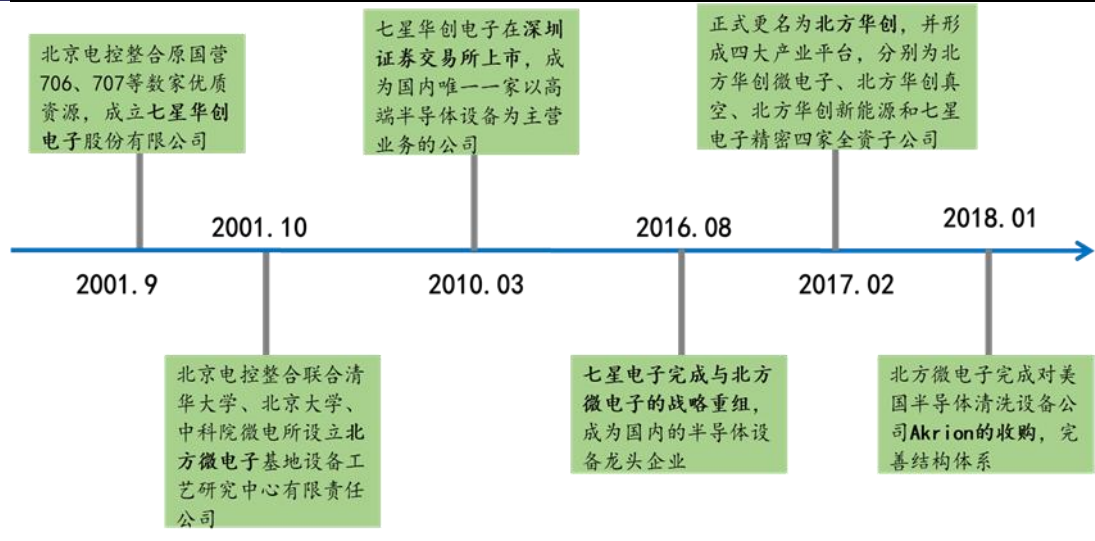 北京电控整合原国营
706、707等数家优质
资源，成立七星华创
电子股份有限公司
七星华创电子在深圳
证券交易所上市，成
为国内唯一一家以高
端半导体设备为主营
业务的公司
正式更名为北方华创，并形
成四大产业平台，分别为北
方华创微电子、北方华创真
空、北方华创新能源和七星
电子精密四家全资子公司
2001.10
2016.08
2018.01
2001.9
2010.03
2017.02
北京电控整合联合清
华大学、北京大学、
中科院微电所设立北
方微电子基地设备工
艺研究中心有限责任
公司
七星电子完成与北方
微电子的战略重组，
成为国内的半导体设
备龙头企业
北方微电子完成对美
国半导体清洗设备公
司Akrion的收购，完
善结构体系